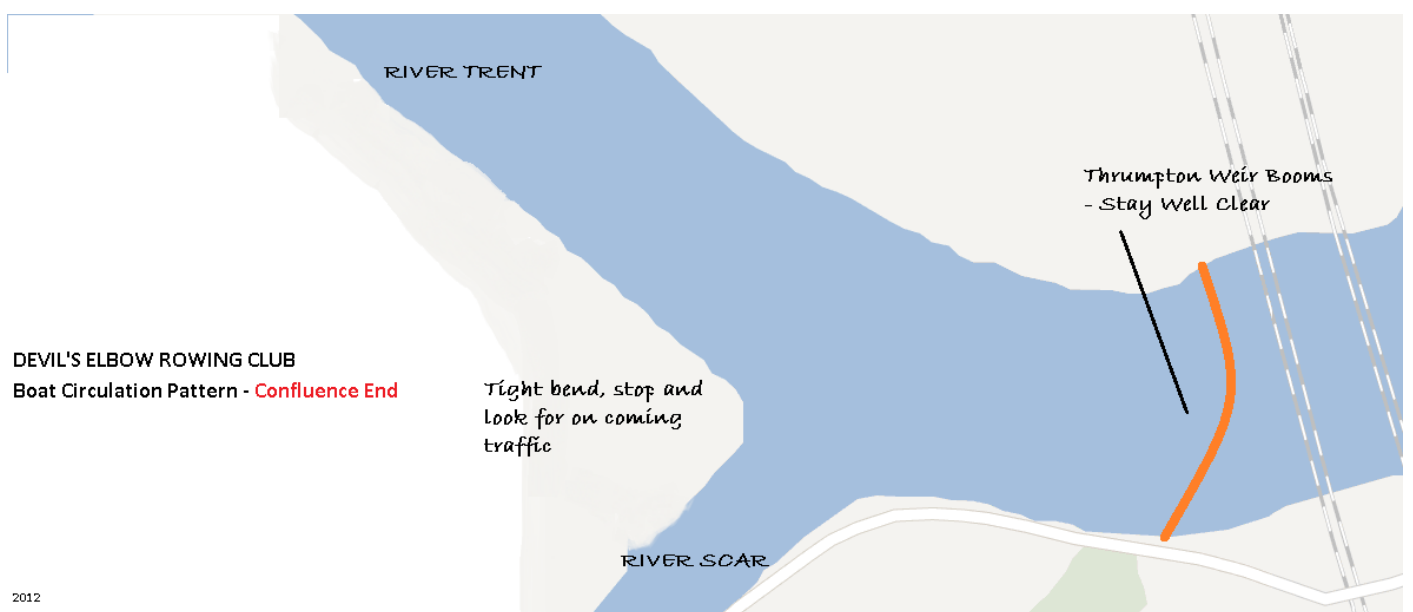 RIVER TRENT
Thrumpton Weir Booms
- Stay Well Clear
DEVIL'S ELBOW ROWING CLUB
Boat Circulation Pattern - Confluence End
Tight bend, stop and
look for on coming
traffic
RIVER SCAR
2012